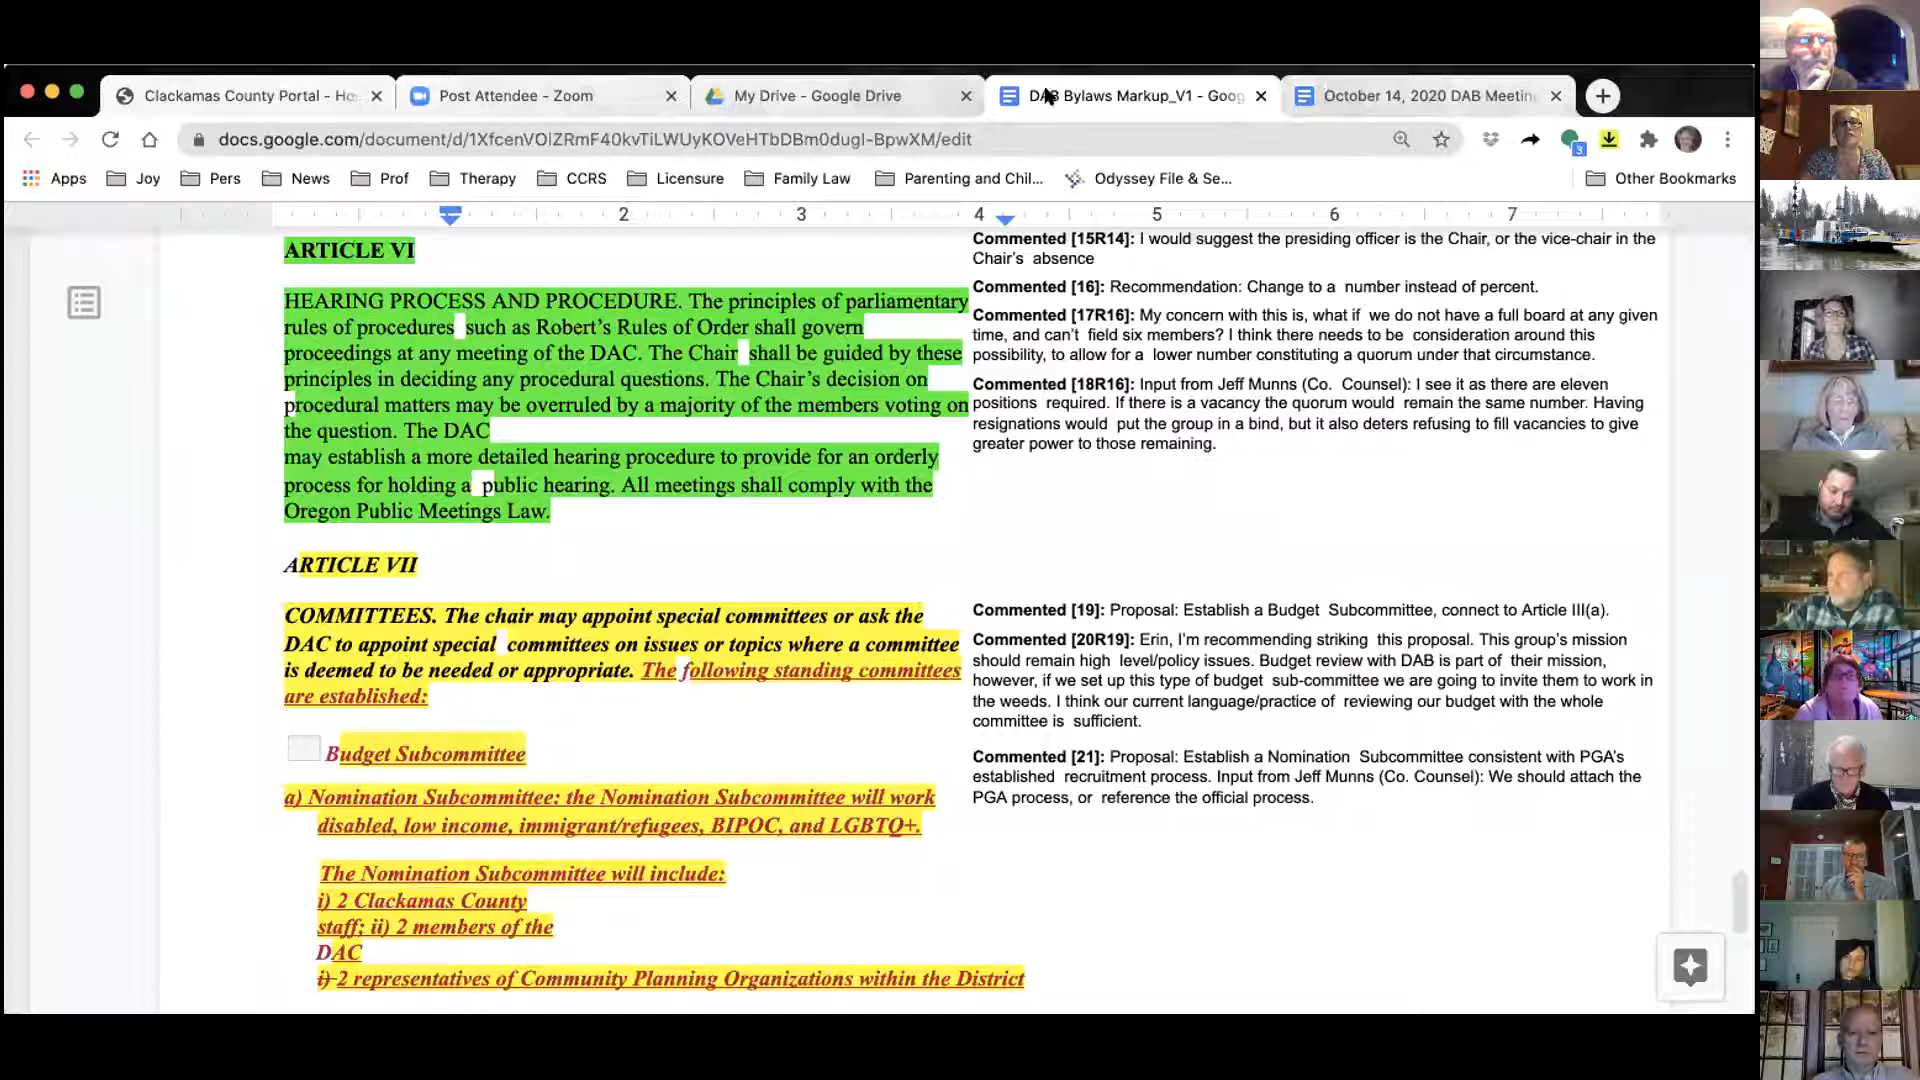 Clackamas County Portal - Ho
Post Attendee - Zoom
My Drive - Google Drive
DAB Bylaws Markup_V1 - Goog
October 14, 2020 DAB Meetin
docs.google.com/document/d/
3
Apps
Joy
Pers
News
Prof
Therapy
CCRS
Licensure
Family Law
Parenting and Chil...
Odyssey File & Se...
Other Bookmarks
2 3 4 5 6 7
ARTICLE VI
HEARING PROCESS AND PROCEDURE. The principles of parliamentary
rules of procedures such as Robert's Rules of Order shall govern
proceedings at any meeting of the DAC. The Chair shall be guided by these
principles in deciding any procedural questions. The Chair's decision on
procedural matters may be overruled by a majority of the members voting on
the question. The DAC
may establish a more detailed hearing procedure to provide for an orderly
process for holding a public hearing. All meetings shall comply with the
Oregon Public Meetings Law.
ARTICLE VII
COMMITTEES. The chair may appoint special committees or ask the
DAC to appoint special committees on issues or topics where a committee
is deemed to be needed or appropriate. The following standing committees
are established:
Budget Subcommittee
a) Nomination Subcommittee: the Nomination Subcommittee will work
disabled, low income, immigrant/refugees, BIPOC, and LGBTQ+.
The Nomination Subcommittee will include:
i) 2 Clackamas County
staff; ii) 2 members of the
DAC
i) 2 representatives of Community Planning Organizations within the District
Commented [15R14]: I would suggest the presiding officer is the Chair, or the vice-chair in the
Chair's absence
Commented [16]: Recommendation: Change to a number instead of percent.
Commented [17R16]: My concern with this is, what if we do not have a full board at any given
time, and can't field six members? I think there needs to be consideration around this
possibility, to allow for a lower number constituting a quorum under that circumstance.
Commented [18R16]: Input from Jeff Munns (Co. Counsel): I see it as there are eleven
positions required. If there is a vacancy the quorum would remain the same number. Having
resignations would put the group in a bind, but it also deters refusing to fill vacancies to give
greater power to those remaining.
Commented [19]: Proposal: Establish a Budget Subcommittee, connect to Article III(a).
Commented [20R19]: Erin, I'm recommending striking this proposal. This group's mission
should remain high level/policy issues. Budget review with DAB is part of their mission,
however, if we set up this type of budget sub-committee we are going to invite them to work in
the weeds. I think our current language/practice of reviewing our budget with the whole
committee is sufficient.
Commented [21]: Proposal: Establish a Nomination Subcommittee consistent with PGA's
established recruitment process. Input from Jeff Munns (Co. Counsel): We should attach the
PGA process, or reference the official process.